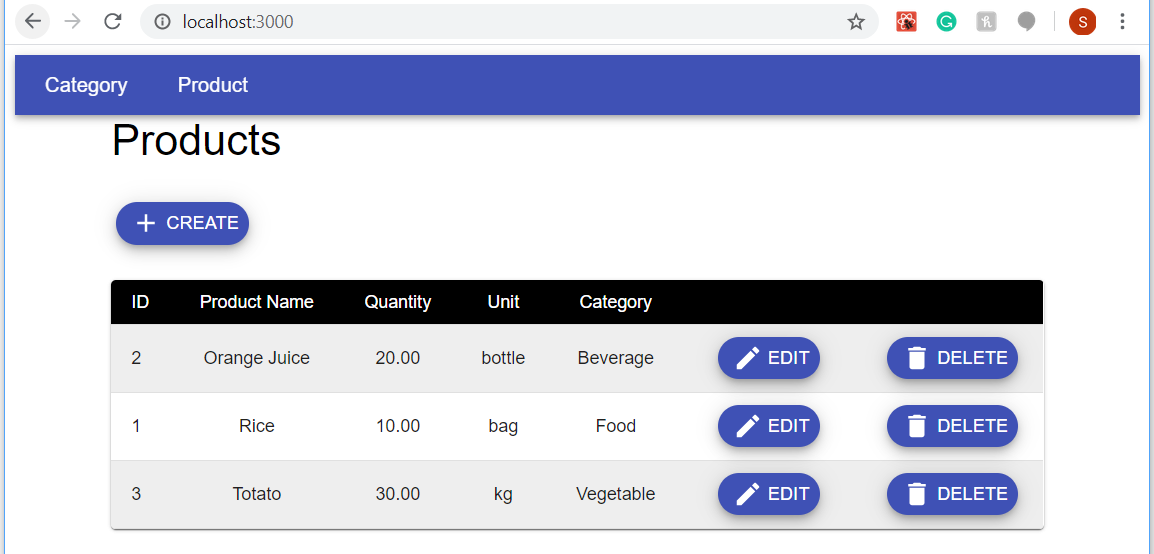 localhost:3000
S
Category Product
Products
CREATE
ID Product Name Quantity Unit Category
2 Orange Juice 20.00 bottle Beverage EDIT DELETE
1 Rice 10.00 bag Food EDIT DELETE
3 Totato 30.00 kg Vegetable EDIT DELETE